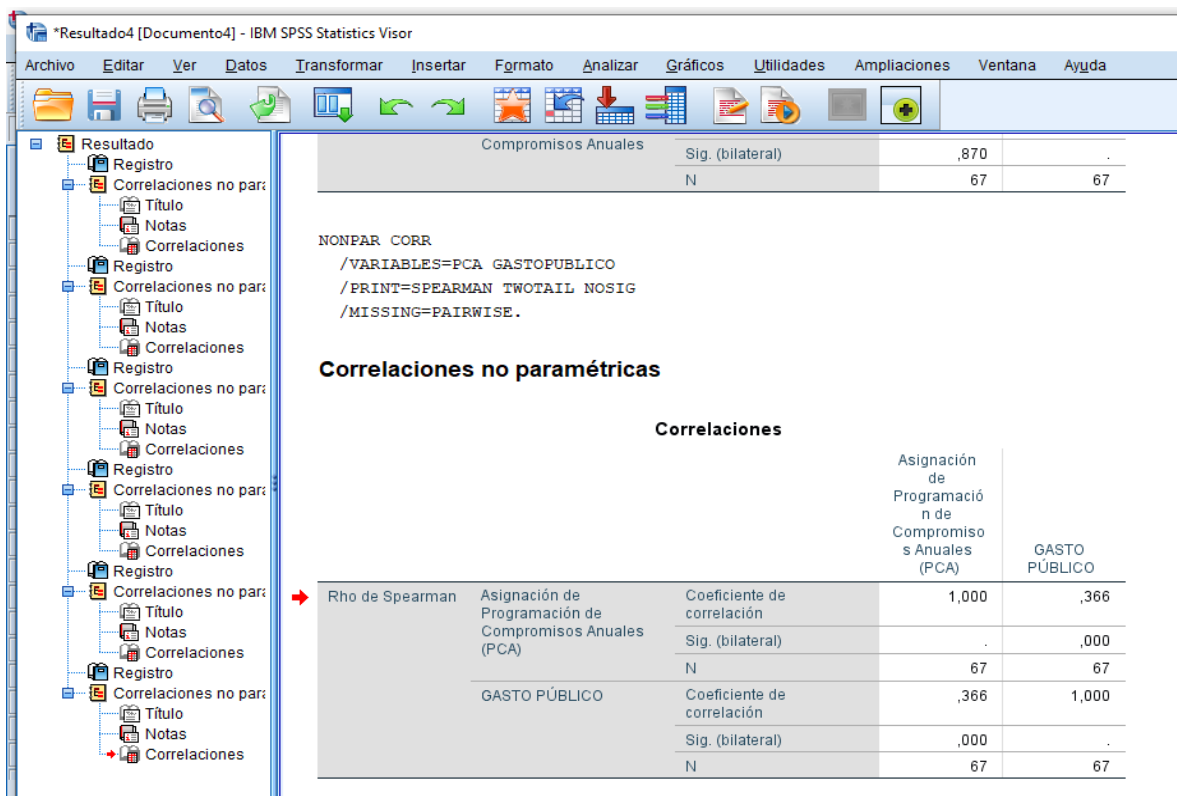 *Resultado4 [Documento4] - IBM SPSS Statistics Visor
Archivo Editar Ver Datos Transformar Insertar Formato Analizar Gráficos Utilidades Ampliaciones Ventana Ayuda
Resultado
Registro
Correlaciones no para
Título
Notas
Correlaciones
Registro
Correlaciones no para
Título
Notas
Correlaciones
Registro
Correlaciones no para
Título
Notas
Correlaciones
Registro
Correlaciones no para
Título
Notas
Correlaciones
Registro
Correlaciones no para
Título
Notas
Correlaciones
Registro
Correlaciones no para
Título
Notas
Correlaciones
Compromisos Anuales
Sig. (bilateral) ,870 .
N 67 67
NONPAR CORR
/VARIABLES=PCA GASTOPUBLICO
/PRINT=SPEARMAN TWOTAIL NOSIG
/MISSING=PAIRWISE.
Correlaciones no paramétricas
Correlaciones
Asignación
de
Programació
n de
Compromiso
s Anuales
(PCA)
GASTO
PÚBLICO
Rho de Spearman
Asignación de
Programación de
Compromisos Anuales
(PCA)
Coeficiente de
correlación
1,000 ,366
Sig. (bilateral) . ,000
N 67 67
GASTO PÚBLICO
Coeficiente de
correlación
,366 1,000
Sig. (bilateral) ,000 .
N 67 67